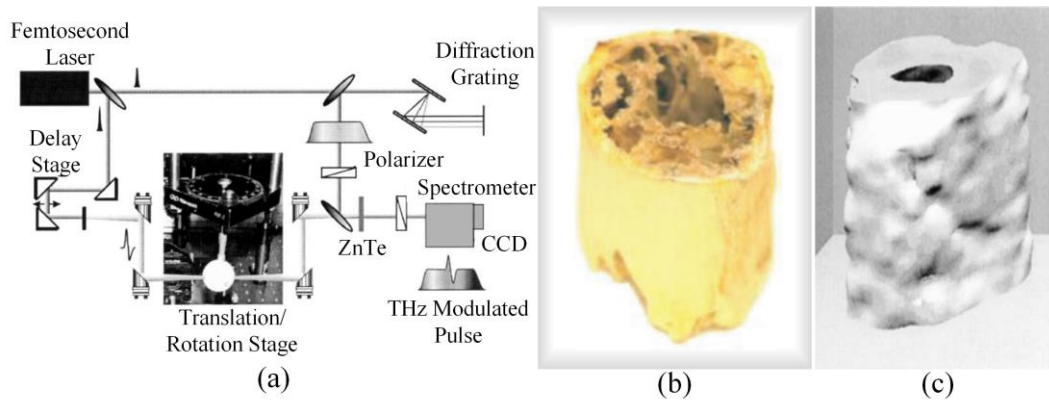 Femtosecond
Laser
Diffraction
Grating
Delay
Stage
Polarizer
Spectrometer
ZnTe
CCD
THz Modulated
Pulse
Translation/
Rotation Stage
(a)
(b)
(c)